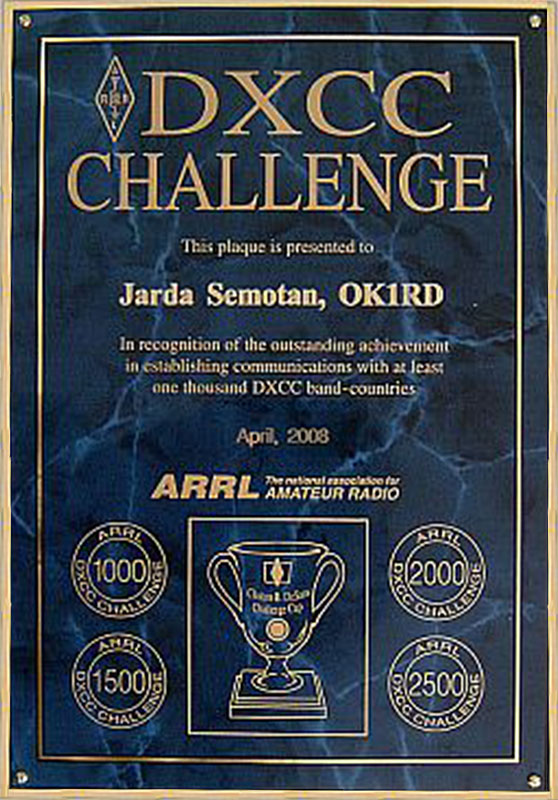 DXCC
CHALLENGE
This plaque is presented to
Jarda Semotan, OK1RD
In recognition of the outstanding achievement
in establishing communications with at least
one thousand DXCC band-countries
April, 2008
ARRL The national association for
AMATEUR RADIO
ARRL
1000
DXCC CHALLENGE
ARRL
2000
DXCC CHALLENGE
Challenge Cup
ARRL
1500
DXCC CHALLENGE
ARRL
2500
DXCC CHALLENGE